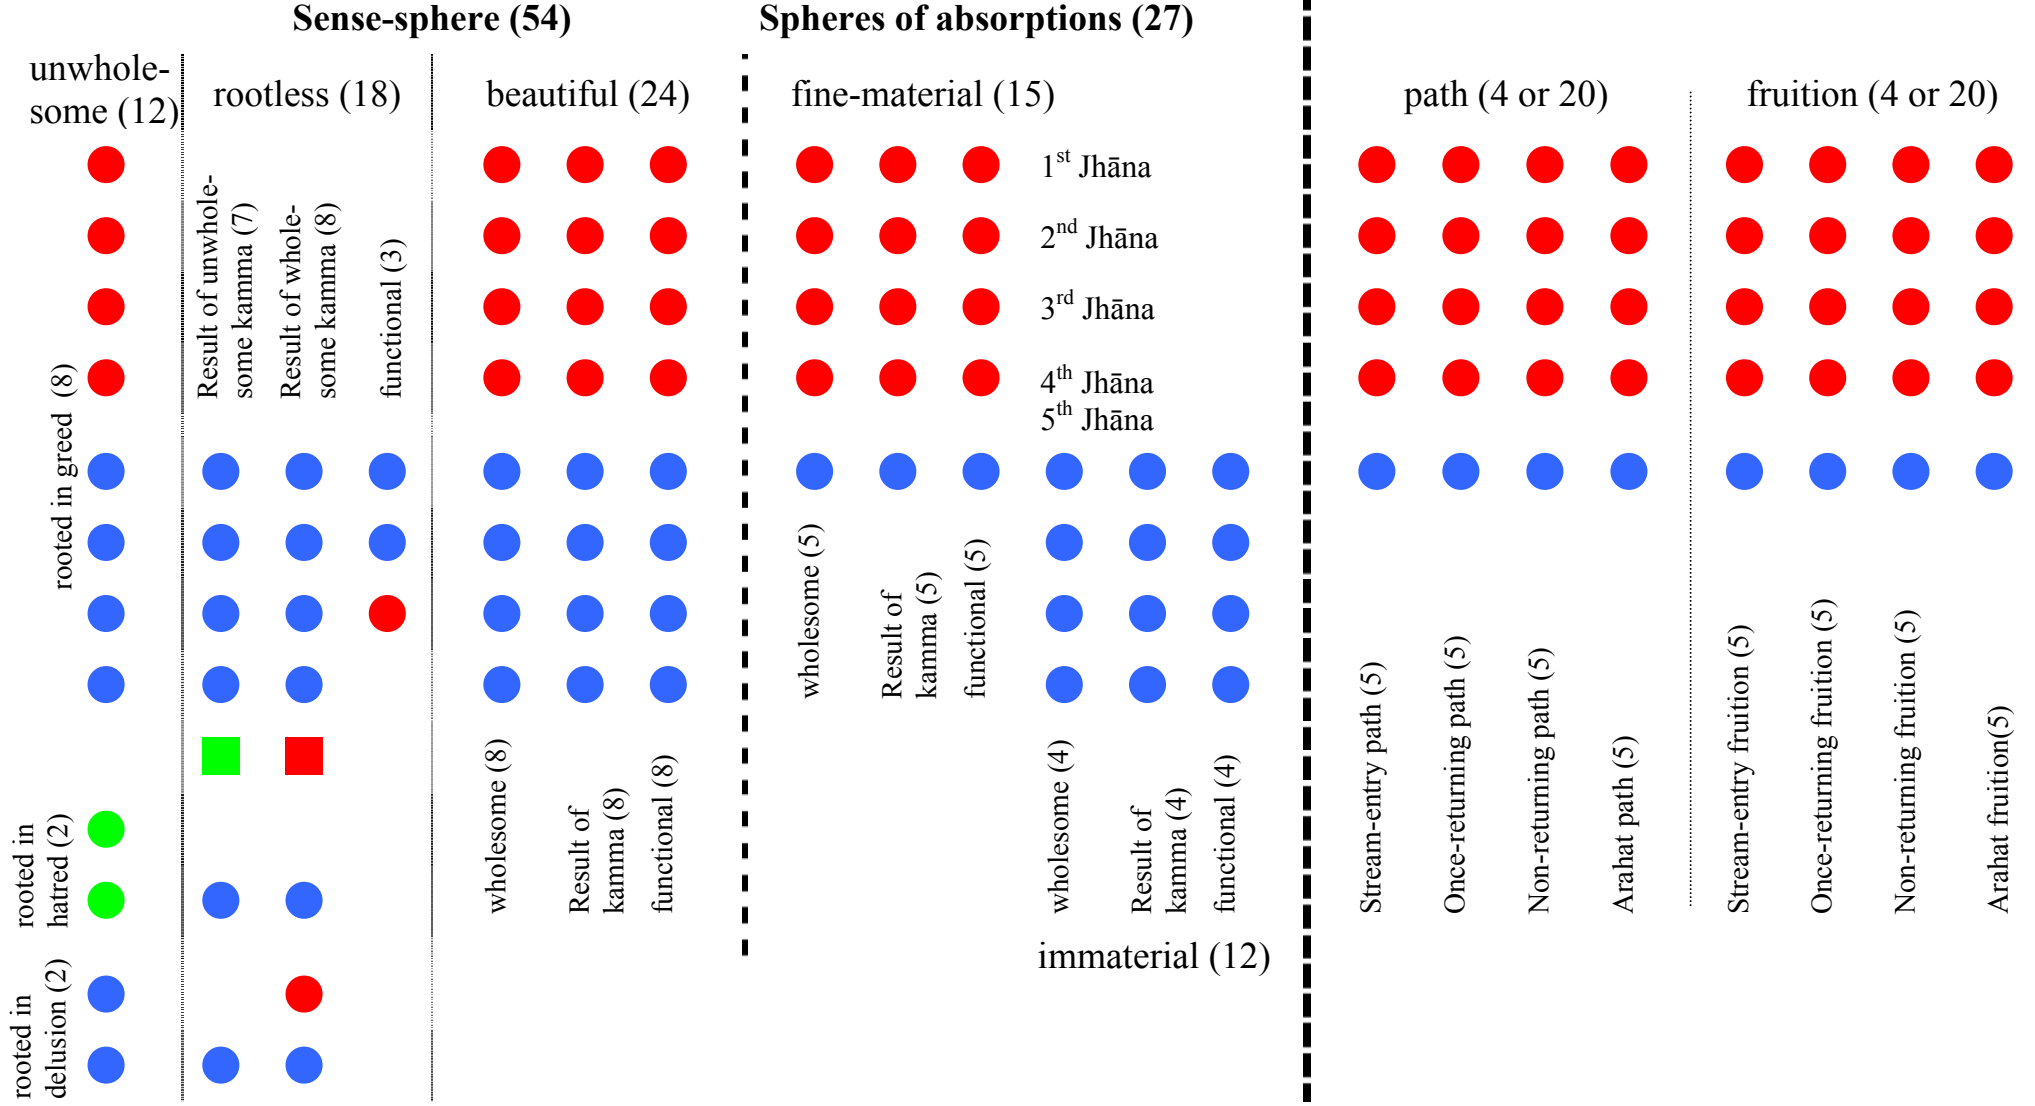 Sense-sphere (54)
Spheres of absorptions (27)
unwhole-
some (12)
rootless (18)
beautiful (24)
fine-material (15)
path (4 or 20)
fruition (4 or 20)
rooted in greed (8)
rooted in
hatred (2)
rooted in
delusion (2)
Result of unwhole-
some kamma (7)
Result of whole-
some kamma (8)
functional (3)
wholesome (8)
Result of
kamma (8)
functional (8)
1st Jhāna
2nd Jhāna
3rd Jhāna
4th Jhāna
5th Jhāna
wholesome (5)
Result of
kamma (5)
functional (5)
wholesome (4)
Result of
kamma (4)
functional (4)
immaterial (12)
Stream-entry path (5)
Once-returning path (5)
Non-returning path (5)
Arahat path (5)
Stream-entry fruition (5)
Once-returning fruition (5)
Non-returning fruition (5)
Arahat fruition(5)